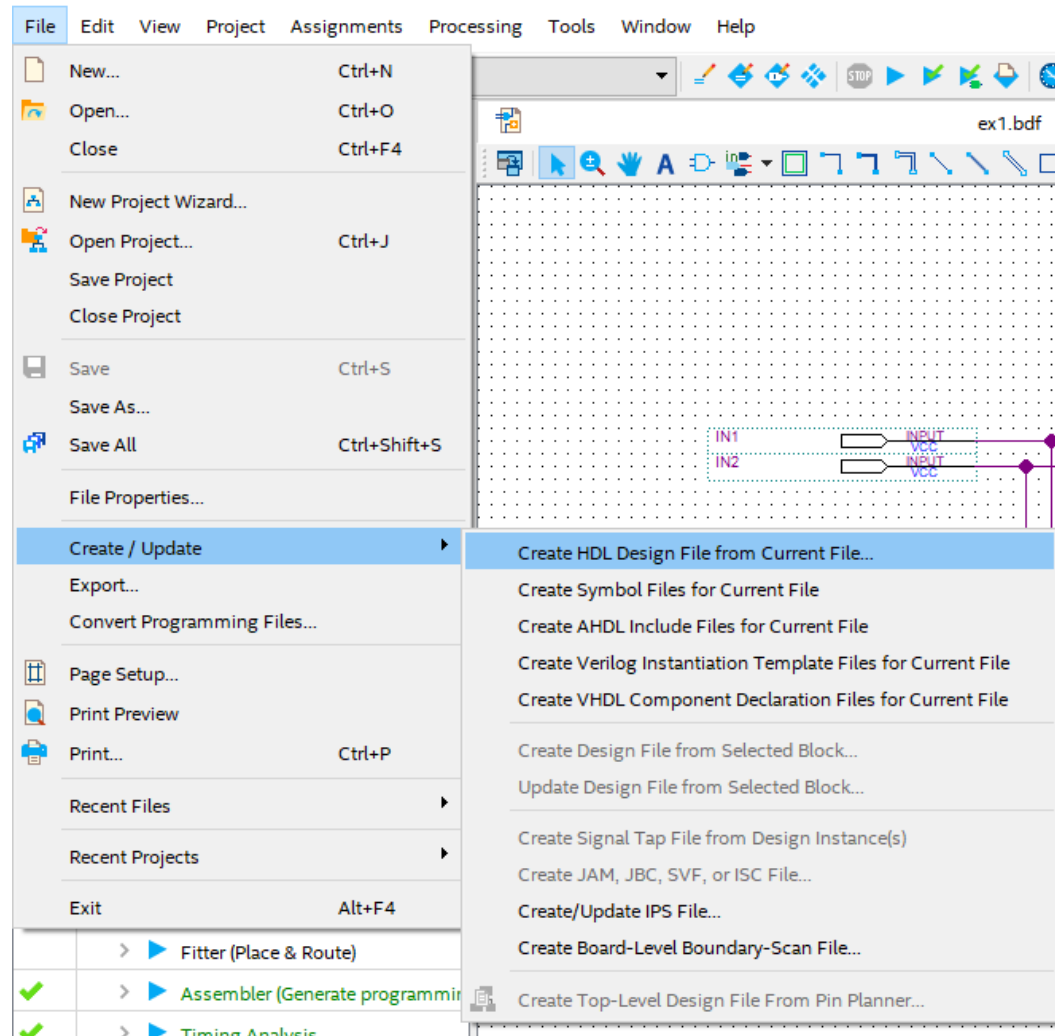 File Edit View Project Assignments Processing Tools Window Help
New... Ctrl+N
Open... Ctrl+O
Close Ctrl+F4
New Project Wizard...
Open Project... Ctrl+J
Save Project
Close Project
Save Ctrl+S
Save As...
Save All Ctrl+Shift+S
File Properties...
Create / Update
Export...
Convert Programming Files...
Page Setup...
Print Preview
Print... Ctrl+P
Recent Files
Recent Projects
Exit Alt+F4
STOP
ex1.bdf
A
IN1 INPUT
VCC
IN2 INPUT
VCC
Create HDL Design File from Current File...
Create Symbol Files for Current File
Create AHDL Include Files for Current File
Create Verilog Instantiation Template Files for Current File
Create VHDL Component Declaration Files for Current File
Create Design File from Selected Block...
Update Design File from Selected Block...
Create Signal Tap File from Design Instance(s)
Create JAM, JBC, SVF, or ISC File...
Create/Update IPS File...
Create Board-Level Boundary-Scan File...
Create Top-Level Design File From Pin Planner...
Fitter (Place & Route)
Assembler (Generate programmin
Timing Analysis